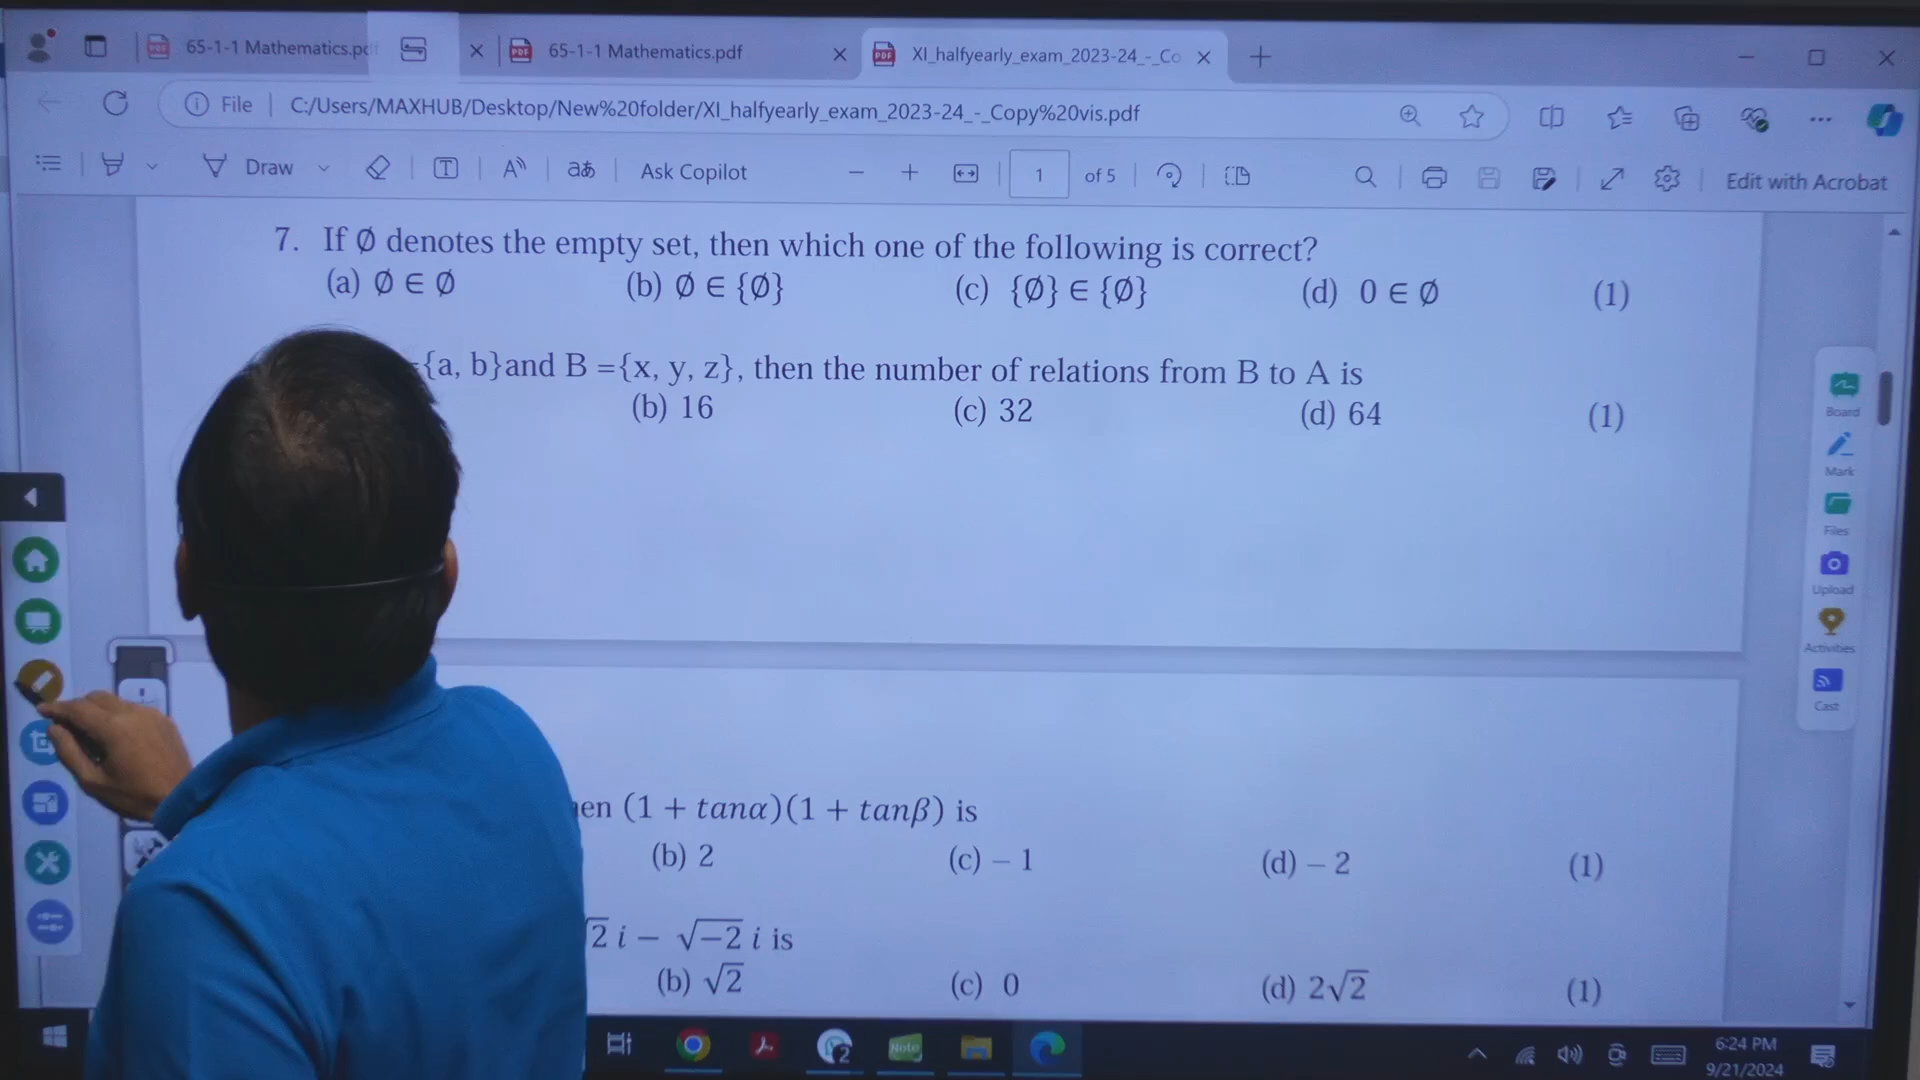 65-1-1 Mathematics.pdf
65-1-1 Mathematics.pdf
XI_halfyearly_exam_2023-24_-_Co
File
C:/Users/MAXHUB/Desktop/New%20folder/XI_halfyearly_exam_2023-24_-_Copy%20vis.pdf
Draw
Ask Copilot
1 of 5
Edit with Acrobat
7. If ∅ denotes the empty set, then which one of the following is correct?
(a) ∅ ∈ ∅ (b) ∅ ∈ {∅} (c) {∅} ∈ {∅} (d) 0 ∈ ∅ (1)
={a, b}and B ={x, y, z}, then the number of relations from B to A is
(b) 16 (c) 32 (d) 64 (1)
Board
Mark
Files
Upload
Activities
Cast
(1 + tanα)(1 + tanβ) is
(b) 2 (c) – 1 (d) – 2 (1)
√2 i – √−2 i is
(b) √2 (c) 0 (d) 2√2 (1)
2
Note
6:24 PM
9/21/2024